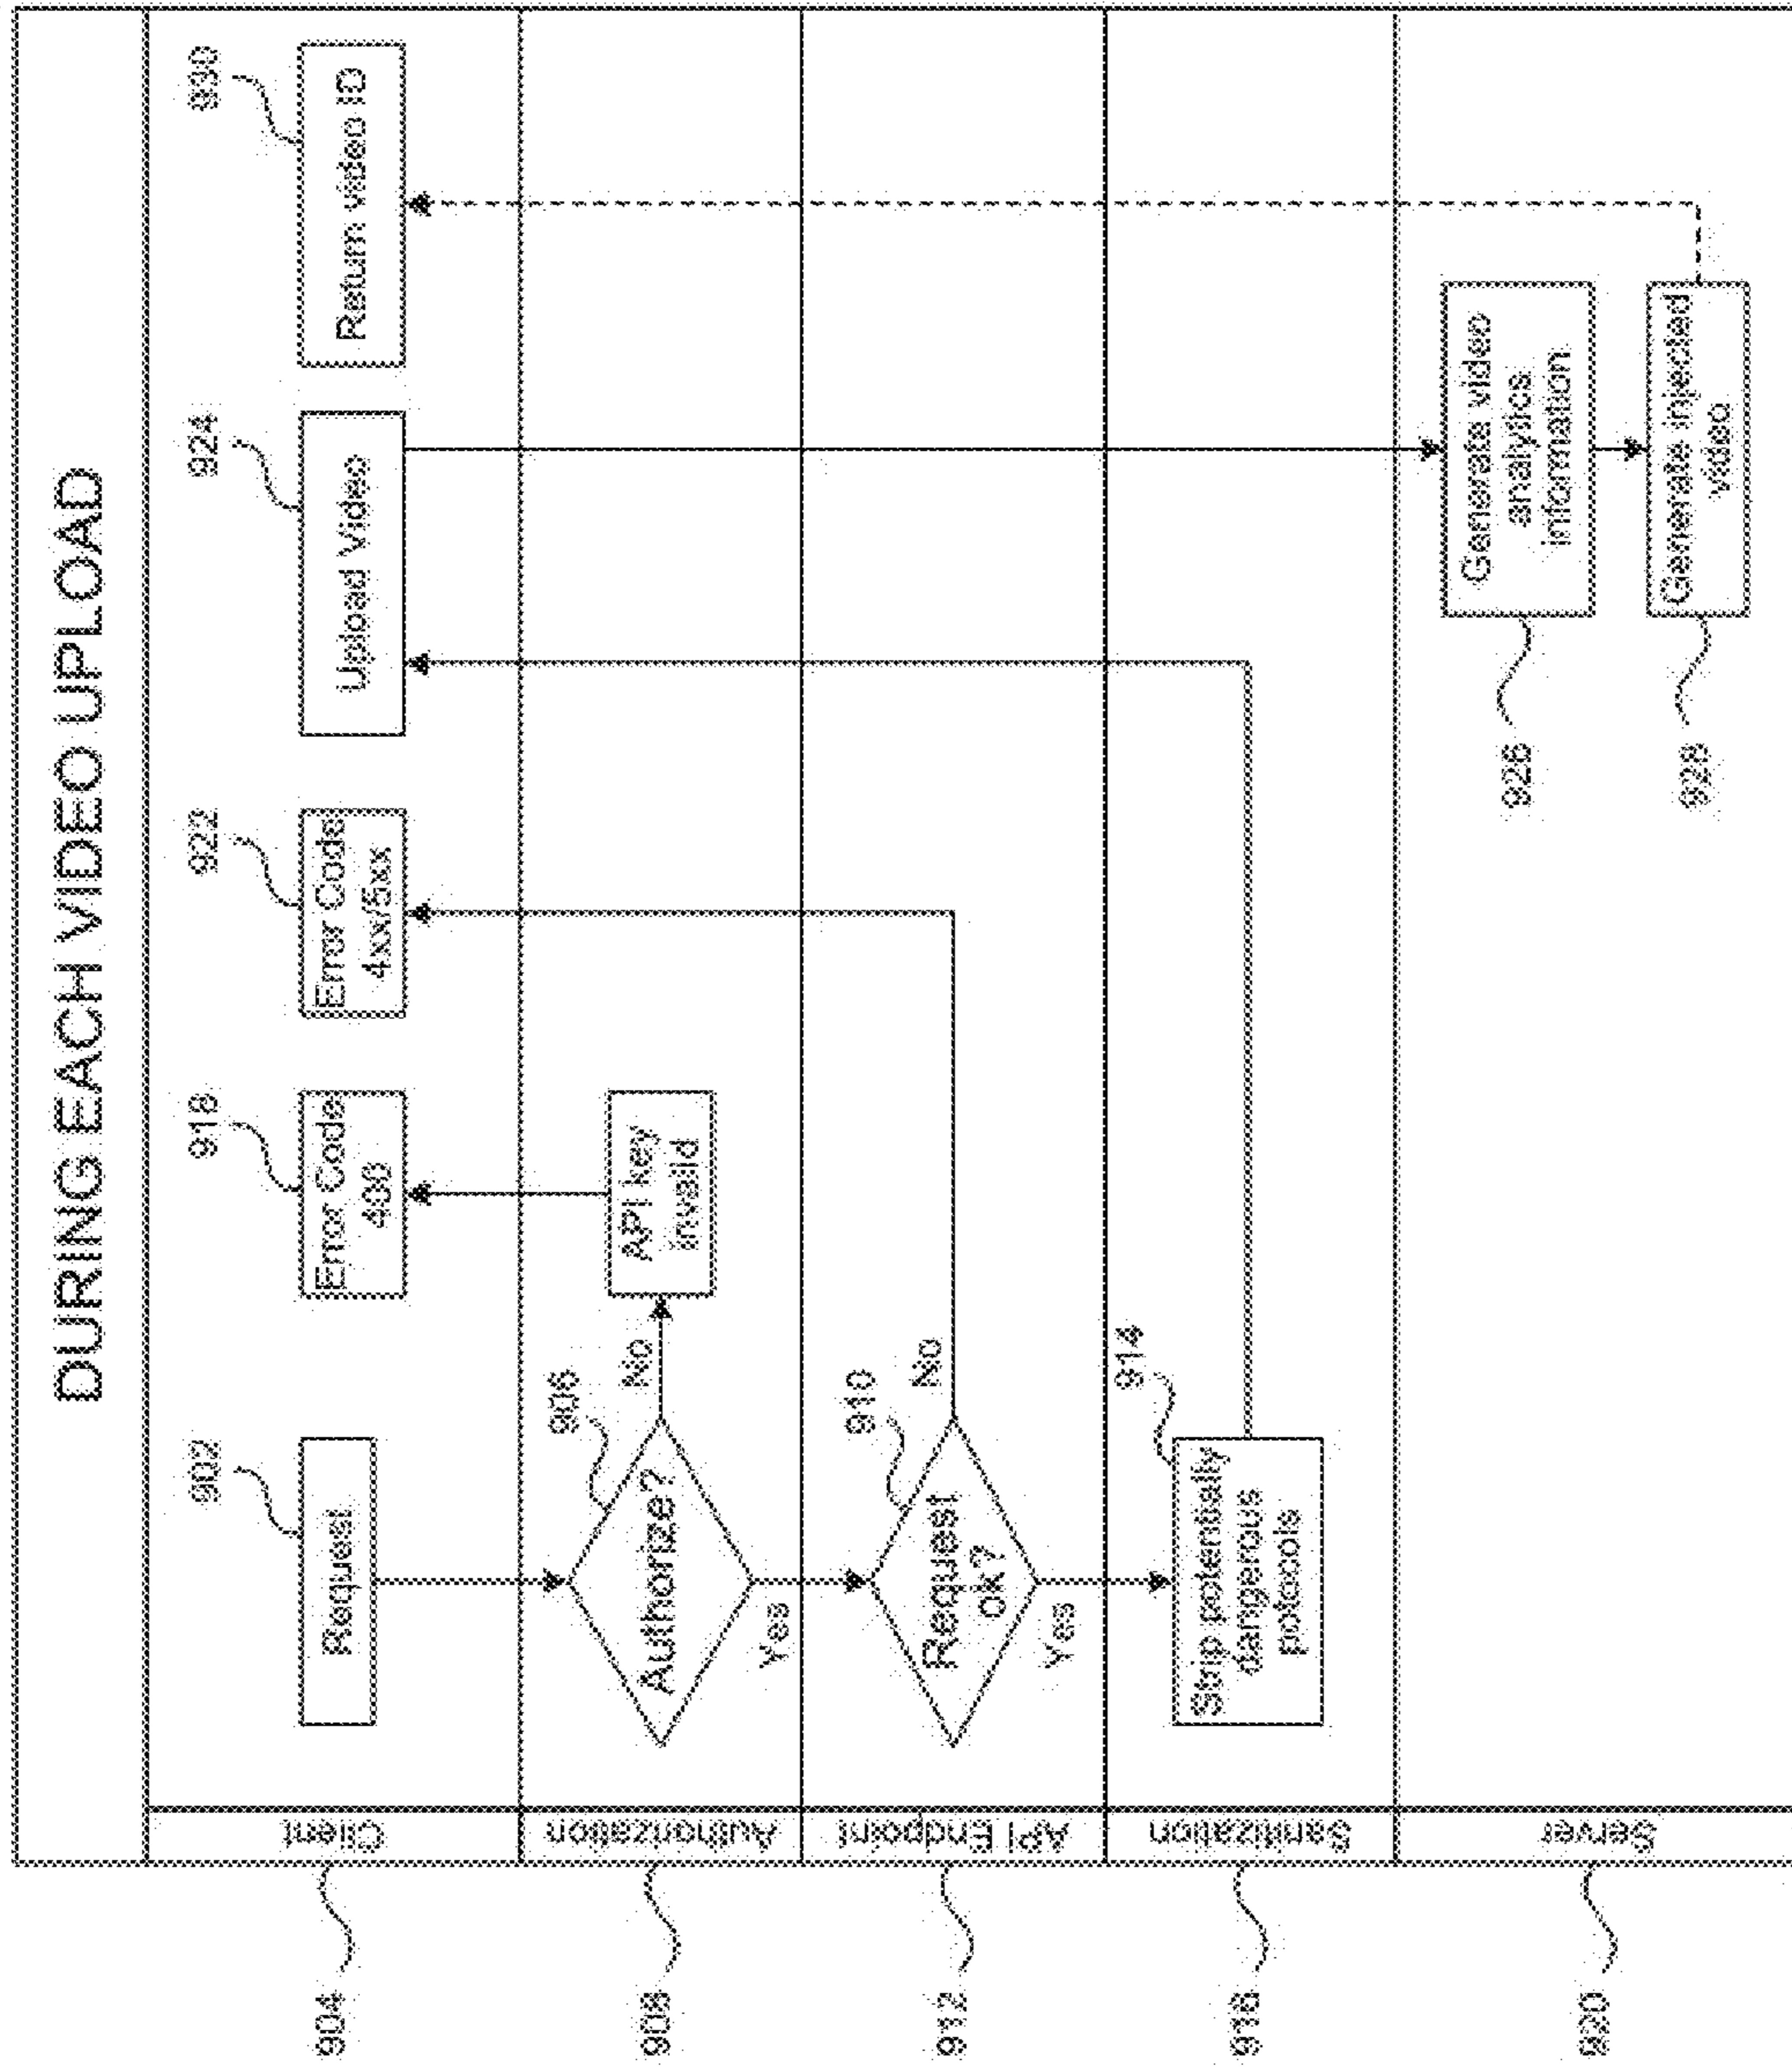 DURING EACH VIDEO UPLOAD
904
Client
902
Request
918
Error Code
400
922
Error Code
4xx/5xx
924
Upload Video
930
Return video ID
908
Authorization
906
Authorize?
No
API key
invalid
Yes
912
API Endpoint
910
Request
ok?
No
Yes
916
Sanitization
914
Strip potentially
dangerous
potocols
920
Server
926
Generate video
analytics
information
928
Generate injected
video